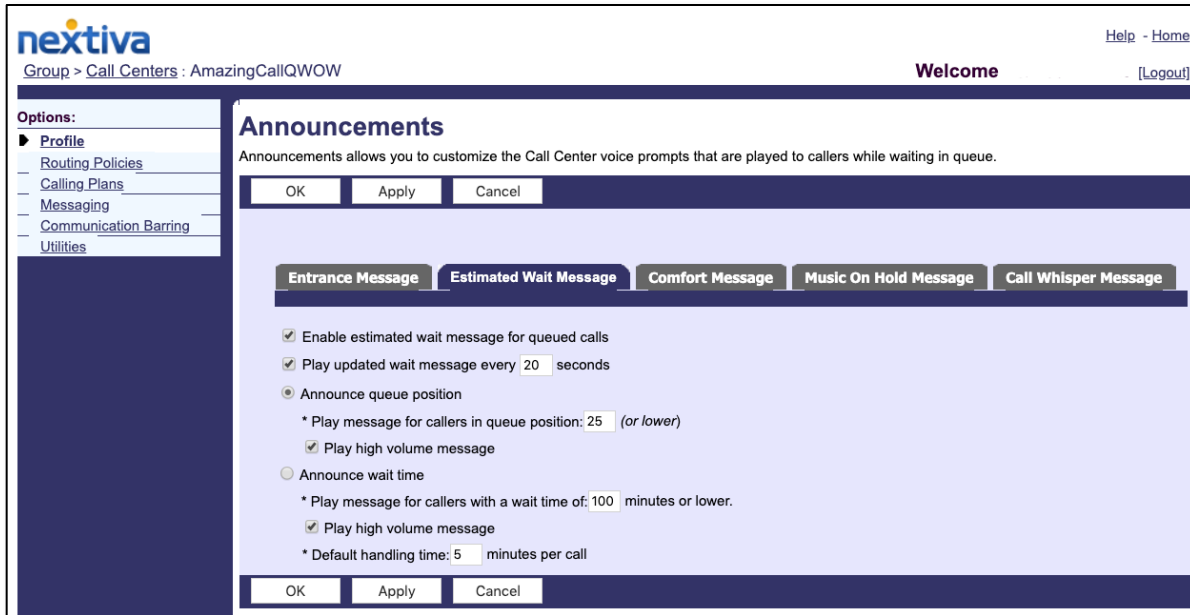 nextiva
Help - Home
Group > Call Centers : AmazingCallQWOW
Welcome
[Logout]
Options:
Profile
Routing Policies
Calling Plans
Messaging
Communication Barring
Utilities
Announcements
Announcements allows you to customize the Call Center voice prompts that are played to callers while waiting in queue.
OK Apply Cancel
Entrance Message Estimated Wait Message Comfort Message Music On Hold Message Call Whisper Message
Enable estimated wait message for queued calls
Play updated wait message every 20 seconds
Announce queue position
* Play message for callers in queue position: 25 (or lower)
Play high volume message
Announce wait time
* Play message for callers with a wait time of: 100 minutes or lower.
Play high volume message
* Default handling time: 5 minutes per call
OK Apply Cancel